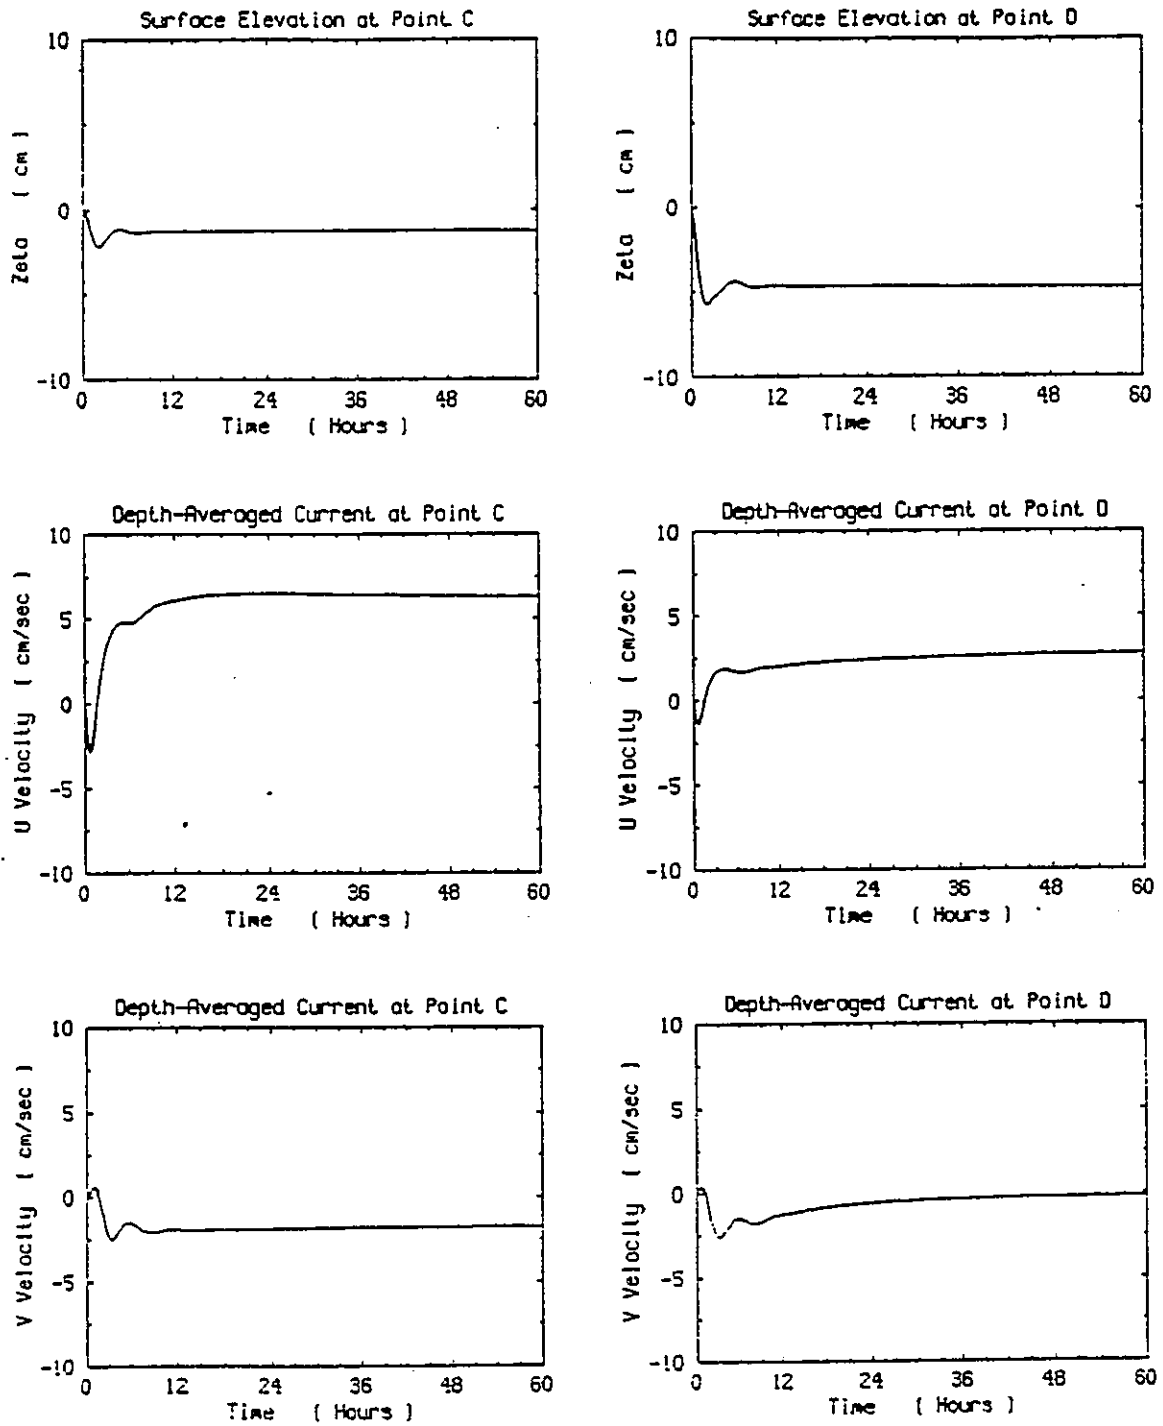 Surface Elevation at Point C
10
0
-10
Zeta ( cm )
0 12 24 36 48 60
Time ( Hours )
Surface Elevation at Point D
10
0
-10
Zeta ( cm )
0 12 24 36 48 60
Time ( Hours )
Depth-Averaged Current at Point C
10
5
0
-5
-10
U Velocity ( cm/sec )
0 12 24 36 48 60
Time ( Hours )
Depth-Averaged Current at Point D
10
5
0
-5
-10
U Velocity ( cm/sec )
0 12 24 36 48 60
Time ( Hours )
Depth-Averaged Current at Point C
10
5
0
-5
-10
V Velocity ( cm/sec )
0 12 24 36 48 60
Time ( Hours )
Depth-Averaged Current at Point D
10
5
0
-5
-10
V Velocity ( cm/sec )
0 12 24 36 48 60
Time ( Hours )